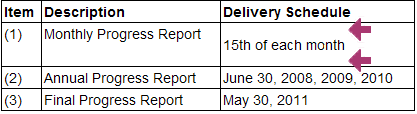 Item Description Delivery Schedule
(1) Monthly Progress Report
15th of each month
(2) Annual Progress Report June 30, 2008, 2009, 2010
(3) Final Progress Report May 30, 2011